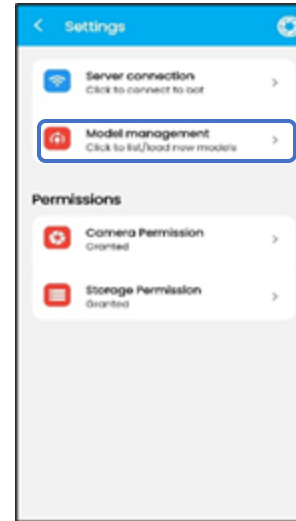 Settings
Server connection
Click to connect to bot
Model management
Click to list/load new models
Permissions
Camera Permission
Granted
Storage Permission
Granted